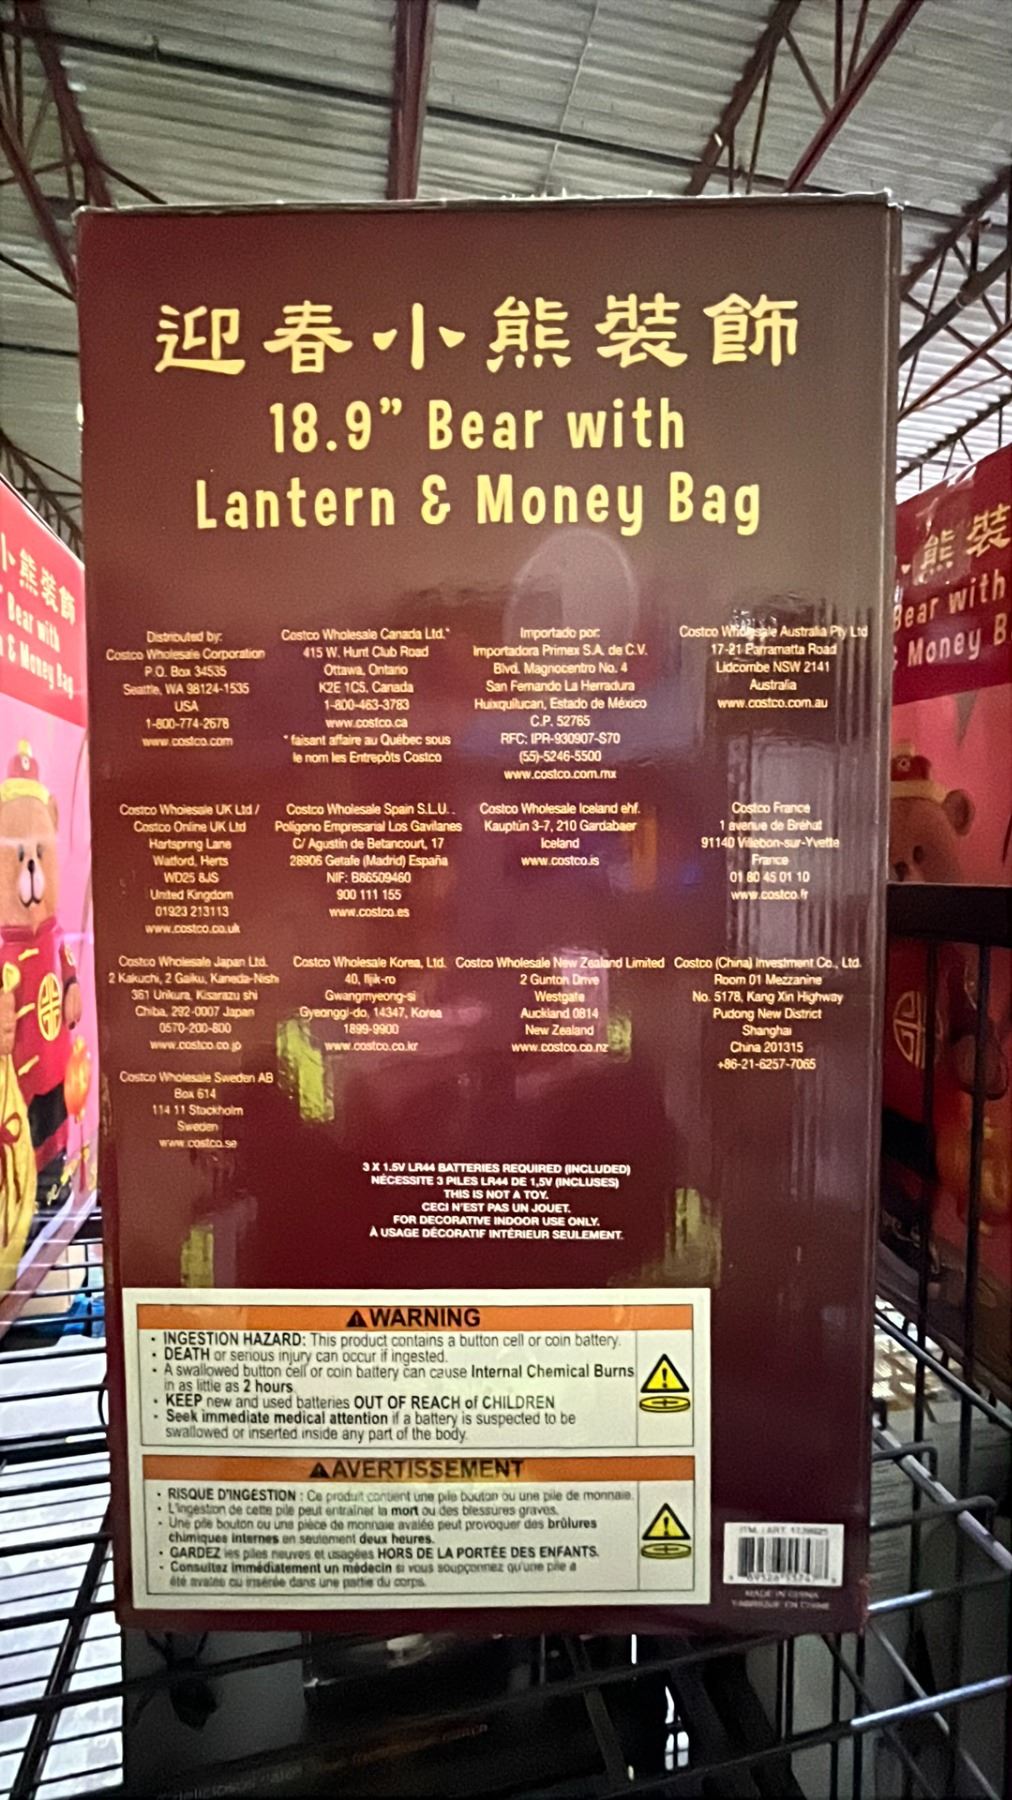 迎春小熊裝飾
18.9” Bear with
Lantern & Money Bag
Distributed by:
Costco Wholesale Corporation
P.O. Box 34535
Seattle, WA 98124-1535
USA
1-800-774-2678
www.costco.com
Costco Wholesale Canada Ltd.*
415 W. Hunt Club Road
Ottawa, Ontario
K2E 1C5, Canada
1-800-463-3783
www.costco.ca
* faisant affaire au Québec sous
le nom les Entrepôts Costco
Importado por:
Importadora Primex S.A. de C.V.
Blvd. Magnocentro No. 4
San Fernando La Herradura
Huixquilucan, Estado de México
C.P. 52765
RFC: IPR-930907-S70
(55)-5246-5500
www.costco.com.mx
Costco Wholesale Australia Pty Ltd
17-21 Parramatta Road
Lidcombe NSW 2141
Australia
www.costco.com.au
Costco Wholesale UK Ltd /
Costco Online UK Ltd
Hartspring Lane
Watford, Herts
WD25 8JS
United Kingdom
01923 213113
www.costco.co.uk
Costco Wholesale Spain S.L.U.
Polígono Empresarial Los Gavilanes
C/ Agustín de Betancourt, 17
28906 Getafe (Madrid) España
NIF: B86509460
900 111 155
www.costco.es
Costco Wholesale Iceland ehf.
Kauptún 3-7, 210 Gardabaer
Iceland
www.costco.is
Costco France
1 avenue de Bréhat
91140 Villebon-sur-Yvette
France
01 80 45 01 10
www.costco.fr
Costco Wholesale Japan Ltd.
2 Kakuchi, 2 Gaiku, Kaneda-Nishi
361 Urikura, Kisarazu shi
Chiba, 292-0007 Japan
0570-200-800
www.costco.co.jp
Costco Wholesale Korea, Ltd.
40, Iljik-ro
Gwangmyeong-si
Gyeonggi-do, 14347, Korea
1899-9900
www.costco.co.kr
Costco Wholesale New Zealand Limited
2 Gunton Drive
Westgate
Auckland 0814
New Zealand
www.costco.co.nz
Costco (China) Investment Co., Ltd.
Room 01 Mezzanine
No. 5178, Kang Xin Highway
Pudong New District
Shanghai
China 201315
+86-21-6257-7065
Costco Wholesale Sweden AB
Box 614
114 11 Stockholm
Sweden
www.costco.se
3 X 1.5V LR44 BATTERIES REQUIRED (INCLUDED)
NÉCESSITE 3 PILES LR44 DE 1,5V (INCLUSES)
THIS IS NOT A TOY.
CECI N'EST PAS UN JOUET.
FOR DECORATIVE INDOOR USE ONLY.
À USAGE DÉCORATIF INTÉRIEUR SEULEMENT.
WARNING
• INGESTION HAZARD: This product contains a button cell or coin battery.
• DEATH or serious injury can occur if ingested.
• A swallowed button cell or coin battery can cause Internal Chemical Burns
in as little as 2 hours.
• KEEP new and used batteries OUT OF REACH of CHILDREN
• Seek immediate medical attention if a battery is suspected to be
swallowed or inserted inside any part of the body.
AVERTISSEMENT
• RISQUE D'INGESTION : Ce produit contient une pile bouton ou une pile de monnaie.
• L'ingestion de cette pile peut entraîner la mort ou des blessures graves.
• Une pile bouton ou une pièce de monnaie avalée peut provoquer des brûlures
chimiques internes en seulement deux heures.
• GARDEZ les piles neuves et usagées HORS DE LA PORTÉE DES ENFANTS.
• Consultez immédiatement un médecin si vous soupçonnez qu'une pile a
été avalée ou insérée dans une partie du corps.
MADE IN CHINA
FABRIQUÉ EN CHINE
小熊裝飾
Bear with
& Money Bag
熊裝
Bear with
Money B